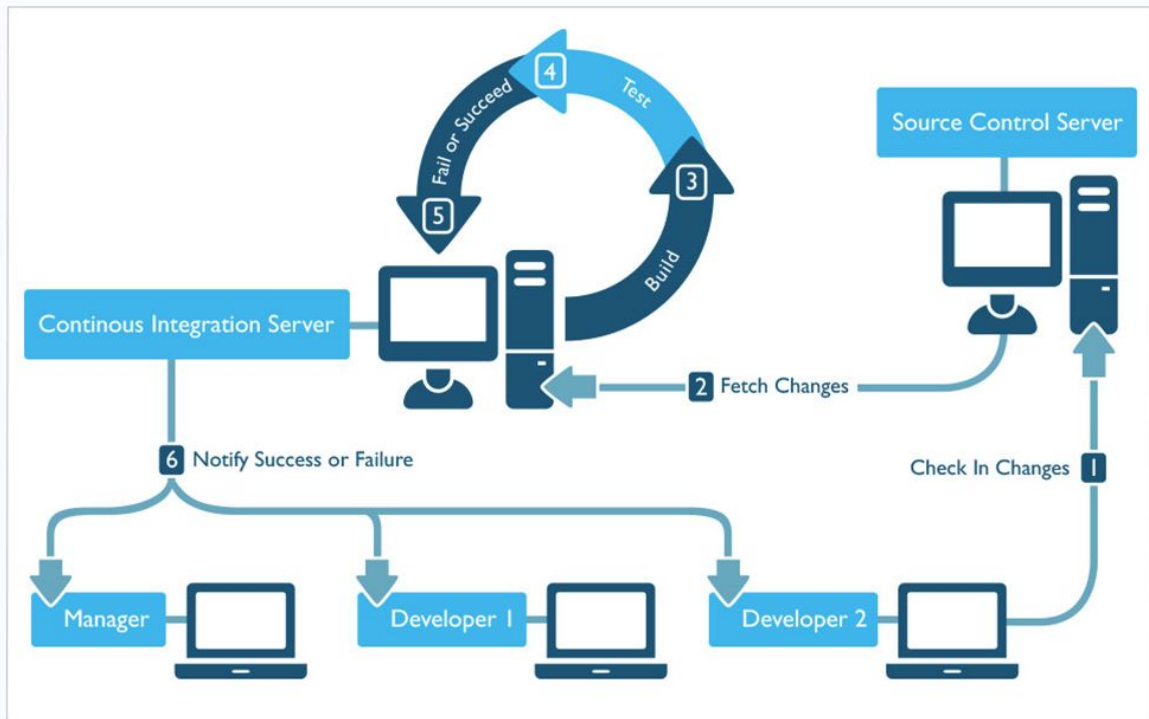 4
Test
Fail or Succeed
Source Control Server
3
5
Build
Continous Integration Server
2 Fetch Changes
6 Notify Success or Failure
Check In Changes 1
Manager
Developer 1
Developer 2